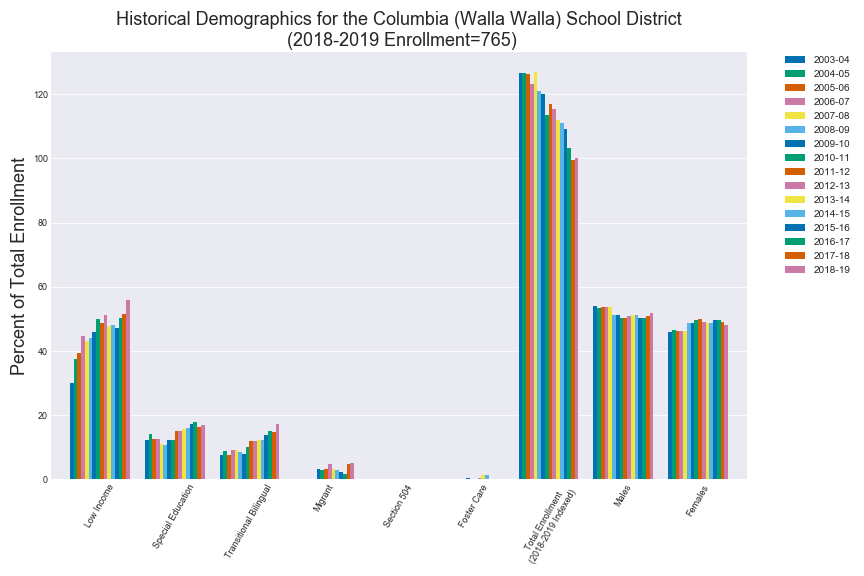 Historical Demographics for the Columbia (Walla Walla) School District
(2018-2019 Enrollment=765)
Percent of Total Enrollment
120
100
80
60
40
20
0
Low Income
Special Education
Transitional Bilingual
Migrant
Section 504
Foster Care
Total Enrollment
(2018-2019 Indexed)
Males
Females
2003-04
2004-05
2005-06
2006-07
2007-08
2008-09
2009-10
2010-11
2011-12
2012-13
2013-14
2014-15
2015-16
2016-17
2017-18
2018-19